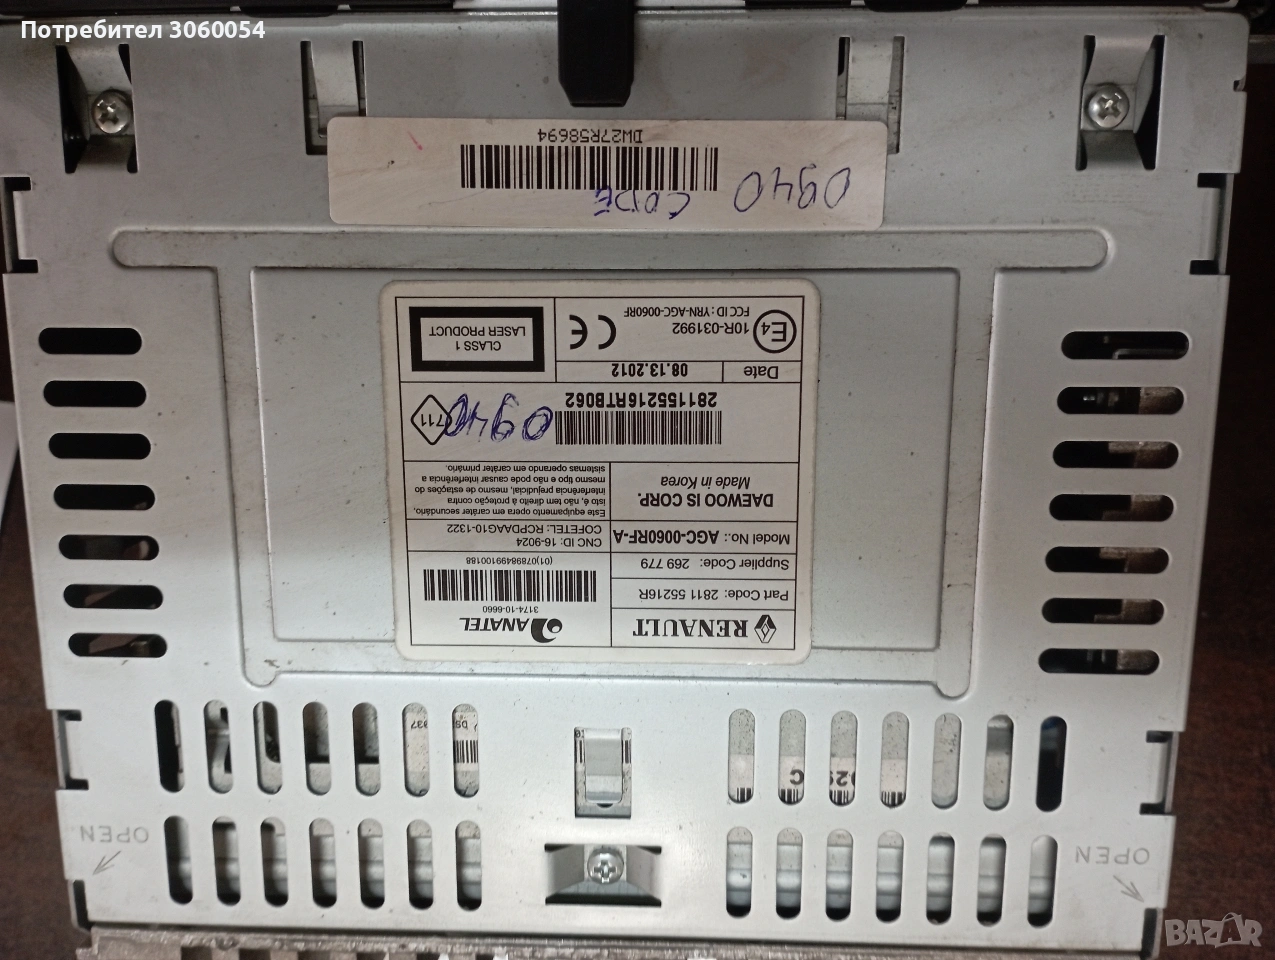 Потребител 3060054
DW27R58694
0940
CODE
RENAULT
Part Code: 2811 55216R
Supplier Code: 269 779
Model No.: AGC-0060RF-A
DAEWOO IS CORP.
Made in Korea
ANATEL
3174-10-6660
(01)07898499100188
CNC ID: 16-9024
COFETEL: RCPDAAG10-1322
Este equipamento opera em caráter secundário,
isto é, não tem direito à proteção contra
interferência prejudicial, mesmo de estações do
mesmo tipo e não pode causar interferência a
sistemas operando em caráter primário.
281155216RTB062
0940
711
Date 08.13.2012
E4
10R-031992
FCC ID: YRN-AGC-0060RF
CE
CLASS 1
LASER PRODUCT
OPEN
OPEN
BAZAR